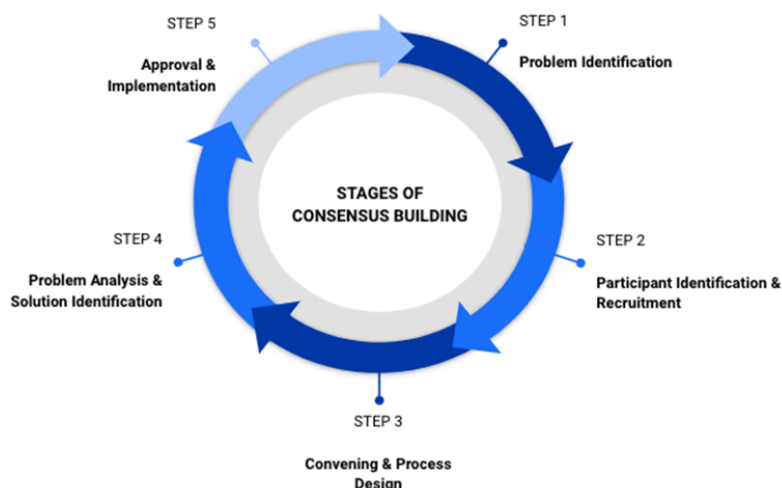 STAGES OF
CONSENSUS BUILDING
STEP 1
Problem Identification
STEP 2
Participant Identification &
Recruitment
STEP 3
Convening & Process
Design
STEP 4
Problem Analysis &
Solution Identification
STEP 5
Approval &
Implementation